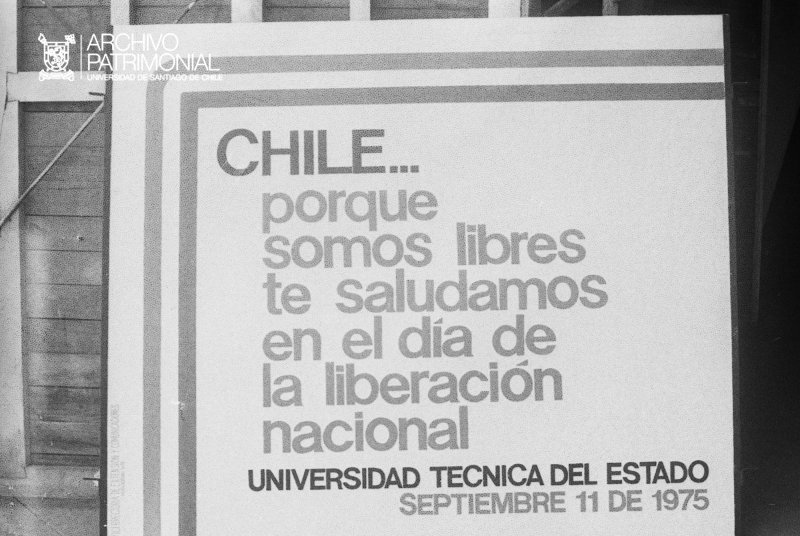 ARCHIVO
PATRIMONIAL
UNIVERSIDAD DE SANTIAGO DE CHILE
CHILE...
porque
somos libres
te saludamos
en el día de
la liberación
nacional
UNIVERSIDAD TECNICA DEL ESTADO
SEPTIEMBRE 11 DE 1975